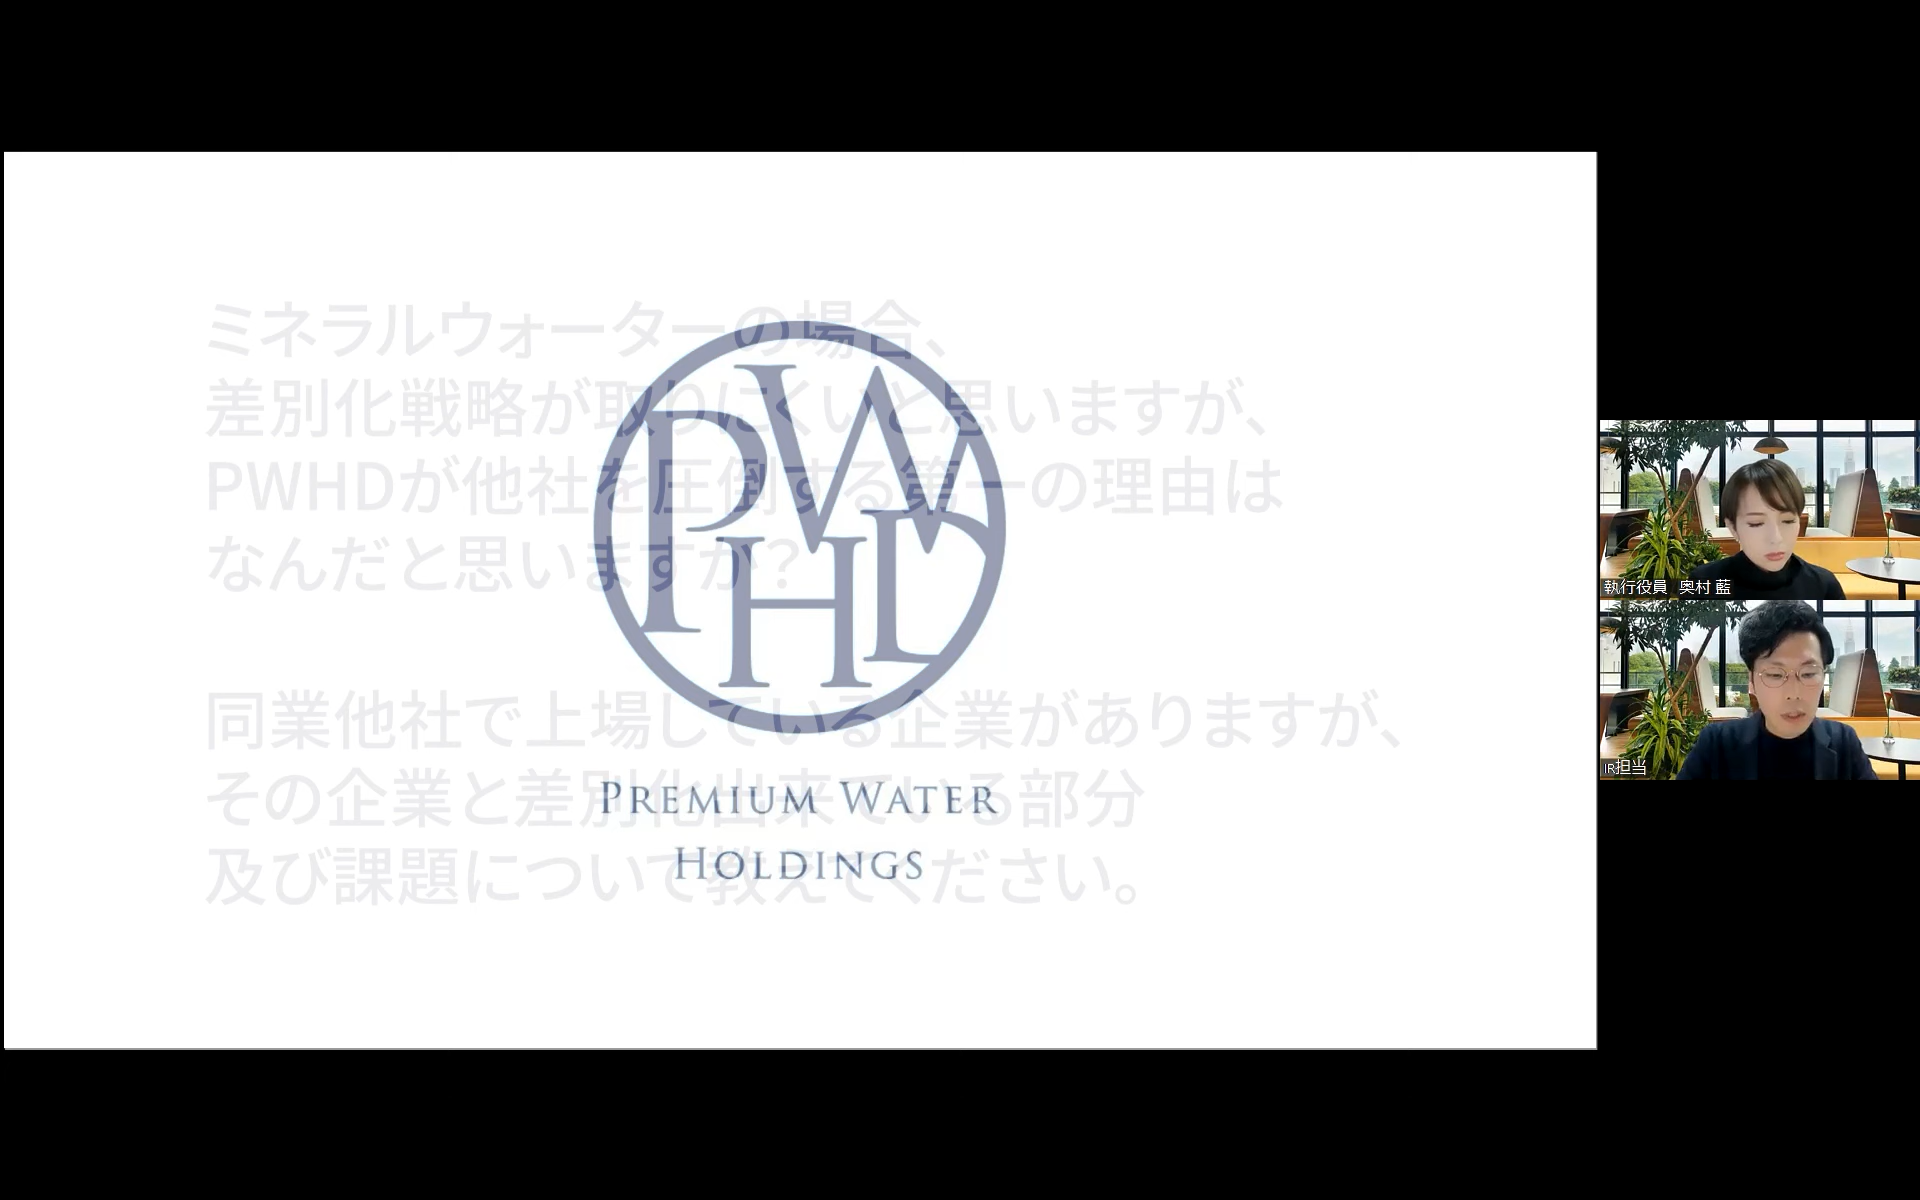 ミネラルウォーターの場合、
差別化戦略が取りにくいと思いますが、
PWHDが他社を圧倒する第一の理由は
なんだと思いますか?
同業他社で上場している企業がありますが、
その企業と差別化出来ている部分
及び課題について教えてください。
PWHD
PREMIUM WATER
HOLDINGS
執行役員 奥村 藍
IR担当